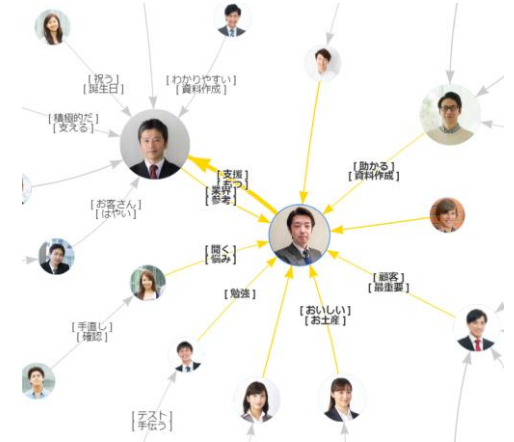 [ 祝う ]
[ 誕生日 ]
[ わかりやすい ]
[ 資料作成 ]
[ 積極的だ ]
[ 支える ]
[ 支援 ]
[ もつ ]
[ 業界 ]
[ 参考 ]
[ 助かる ]
[ 資料作成 ]
[ お客さん ]
[ はやい ]
[ 聞く ]
[ 悩み ]
[ 顧客 ]
[ 最重要 ]
[ 勉強 ]
[ おいしい ]
[ お土産 ]
[ 手直し ]
[ 確認 ]
[ テスト ]
[ 手伝う ]